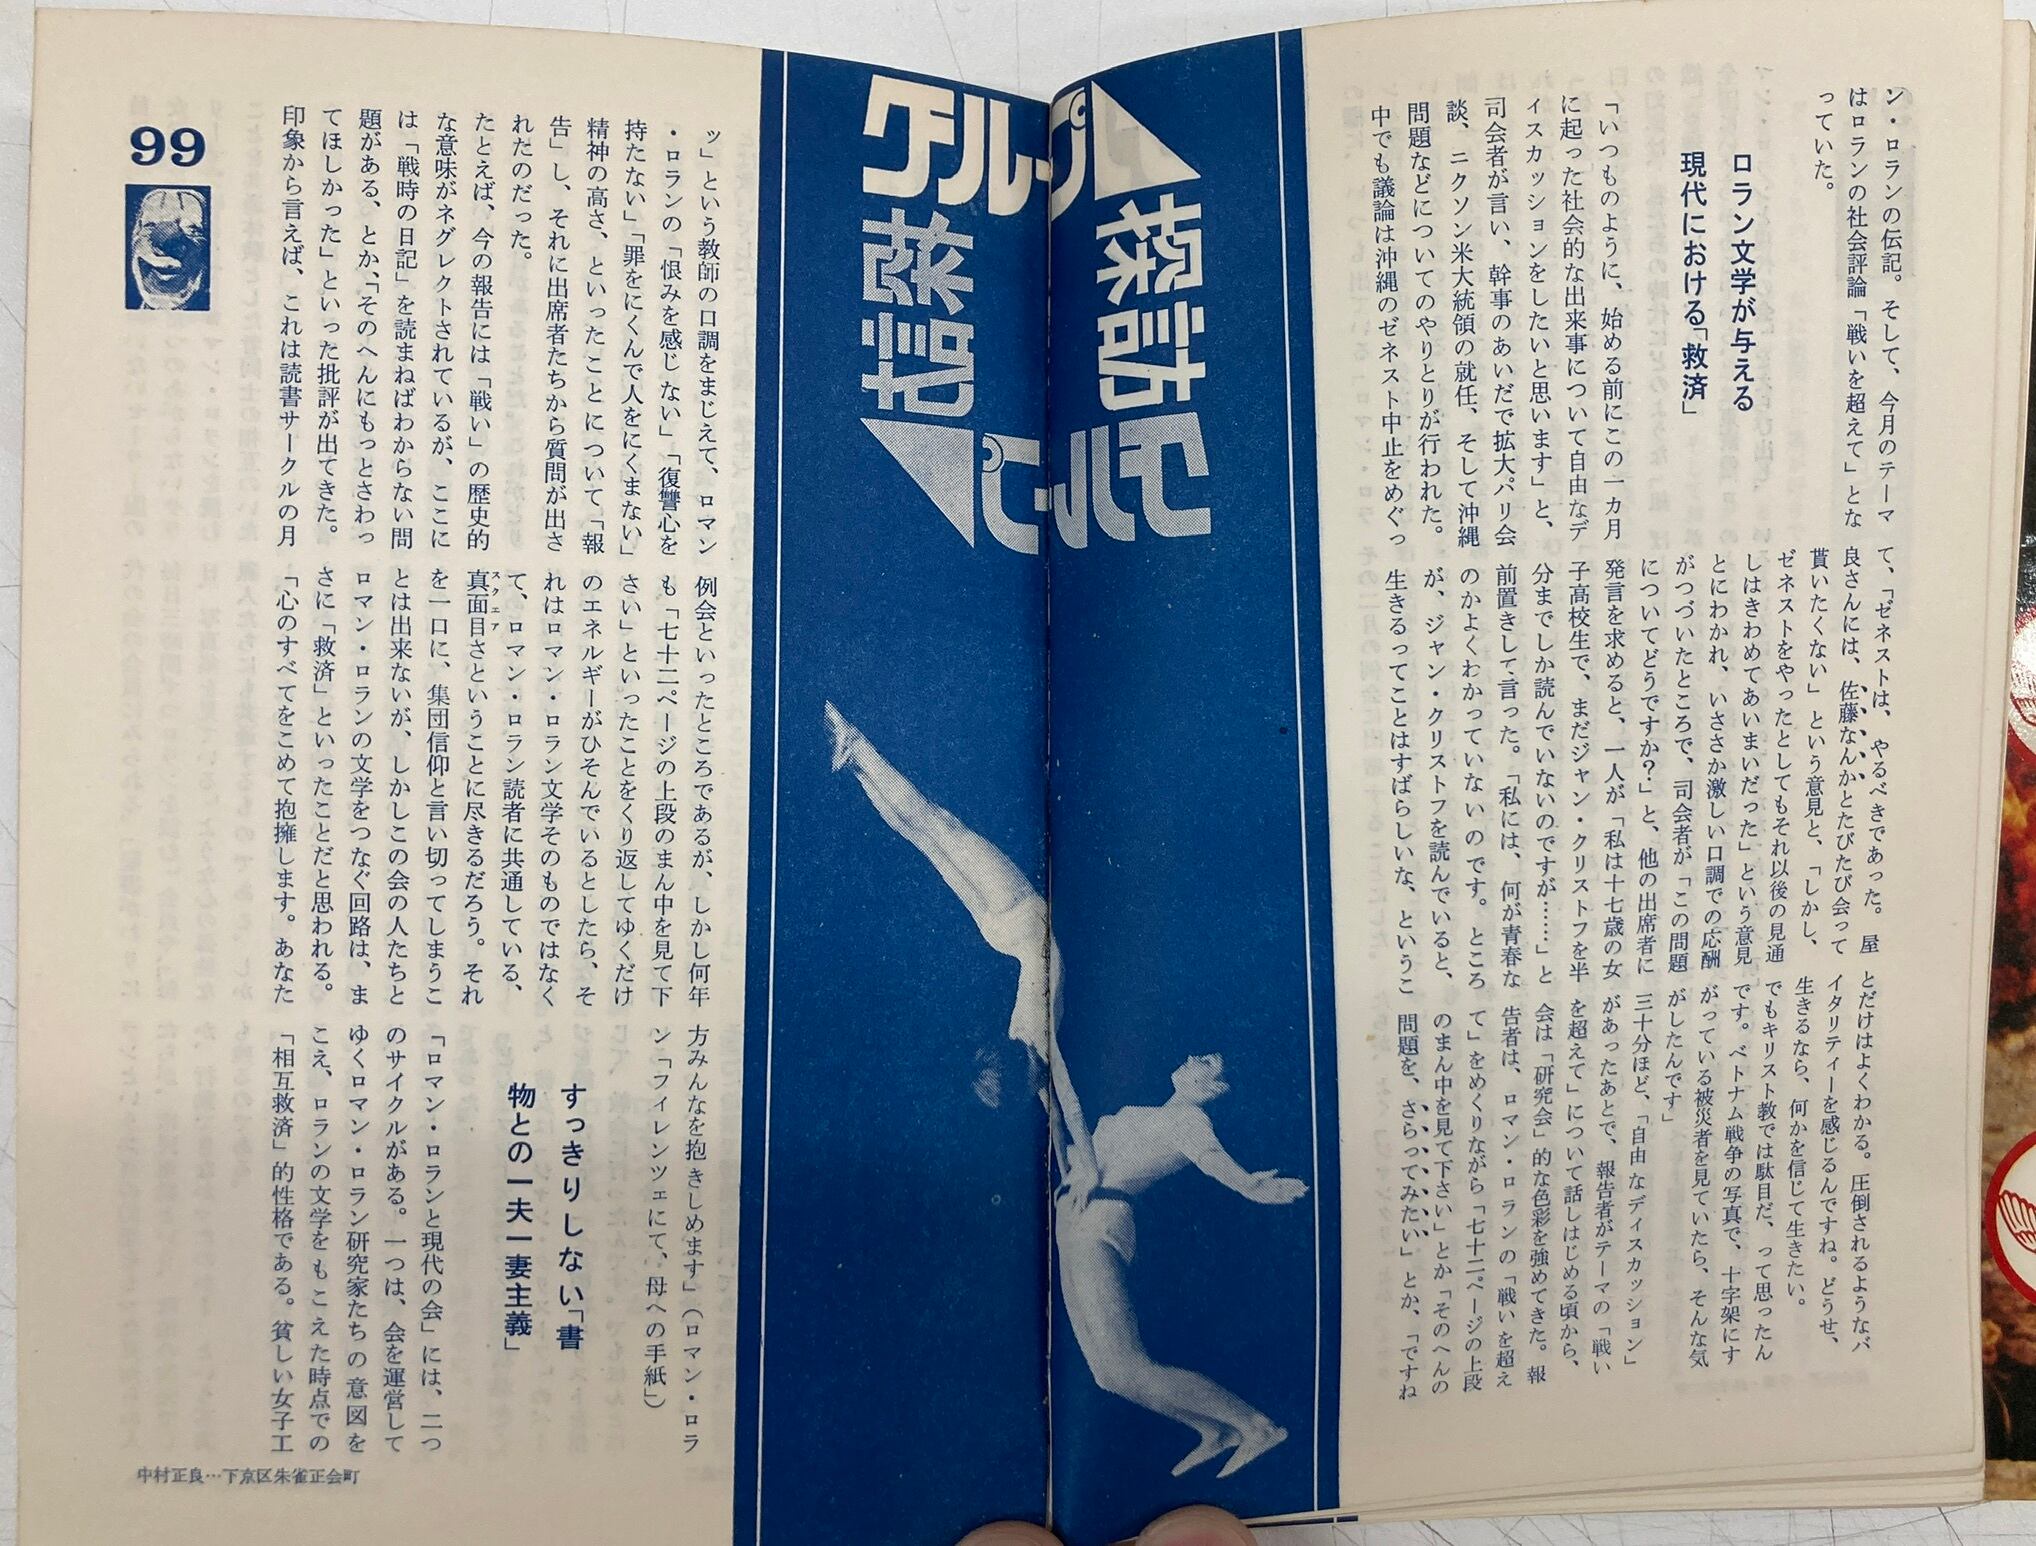 ン・ロランの伝記。そして、今月のテーマ
はロランの社会評論「戦いを超えて」とな
っていた。
ロラン文学が与える
現代における「救済」
「いつものように、始める前にこの一カ月
に起った社会的な出来事について自由なデ
ィスカッションをしたいと思います」と、
司会者が言い、幹事のあいだで拡大パリ会
談、ニクソン米大統領の就任、そして沖縄
問題などについてのやりとりが行われた。
中でも議論は沖縄のゼネスト中止をめぐっ
て、「ゼネストは、やるべきであった。屋
良さんには、佐藤なんかとたびたび会って
貰いたくない」という意見と、「しかし、
ゼネストをやったとしてもそれ以後の見通
しはきわめてあいまいだった」という意見
とにわかれ、いささか激しい口調での応酬
がつづいたところで、司会者が「この問題
についてどうですか?」と、他の出席者に
発言を求めると、一人が「私は十七歳の女
子高校生で、まだジャン・クリストフを半
分までしか読んでいないのですが……」と
前置きして言った。「私には、何が青春な
のかよくわかっていないのです。ところ
が、ジャン・クリストフを読んでいると、
生きるってことはすばらしいな、というこ
とだけはよくわかる。圧倒されるようなバ
イタリティーを感じるんですね。どうせ、
生きるなら、何かを信じて生きたい。
でもキリスト教では駄目だ、って思ったん
です。ベトナム戦争の写真で、十字架にす
がっている被災者を見ていたら、そんな気
がしたんです」
三十分ほど、「自由なディスカッション」
があったあとで、報告者がテーマの「戦い
を超えて」について話しはじめる頃から、
会は「研究会」的な色彩を強めてきた。報
告者は、ロマン・ロランの「戦いを超え
て」をめくりながら「七十二ページの上段
のまん中を見て下さい」とか「そのへんの
問題を、さらってみたい」とか、「ですね
グループ
探訪
グループ
探訪
ッ」という教師の口調をまじえて、ロマン
・ロランの「恨みを感じない」「復讐心を
持たない」「罪をにくんで人をにくまない」
精神の高さ、といったことについて「報
告」し、それに出席者たちから質問が出さ
れたのだった。
たとえば、今の報告には「戦い」の歴史的
な意味がネグレクトされているが、ここに
は「戦時の日記」を読まねばわからない問
題がある、とか、「そのへんにもっとさわっ
てほしかった」といった批評が出てきた。
印象から言えば、これは読書サークルの月
例会といったところであるが、しかし何年
も「七十二ページの上段のまん中を見て下
さい」といったことをくり返してゆくだけ
のエネルギーがひそんでいるとしたら、そ
れはロマン・ロラン文学そのものではなく
て、ロマン・ロラン読者に共通している、
真面目さということに尽きるだろう。それ
スクエア
を一口に、集団信仰と言い切ってしまうこ
とは出来ないが、しかしこの会の人たちと
ロマン・ロランの文学をつなぐ回路は、ま
さに「救済」といったことだと思われる。
「心のすべてをこめて抱擁します。あなた
方みんなを抱きしめます」(ロマン・ロラ
ン「フィレンツェにて、母への手紙」)
すっきりしない「書
物との一夫一妻主義」
「ロマン・ロランと現代の会」には、二つ
のサイクルがある。一つは、会を運営して
ゆくロマン・ロラン研究家たちの意図を
こえ、ロランの文学をもこえた時点での
「相互救済」的性格である。貧しい女子工
99
中村正良…下京区朱雀正会町